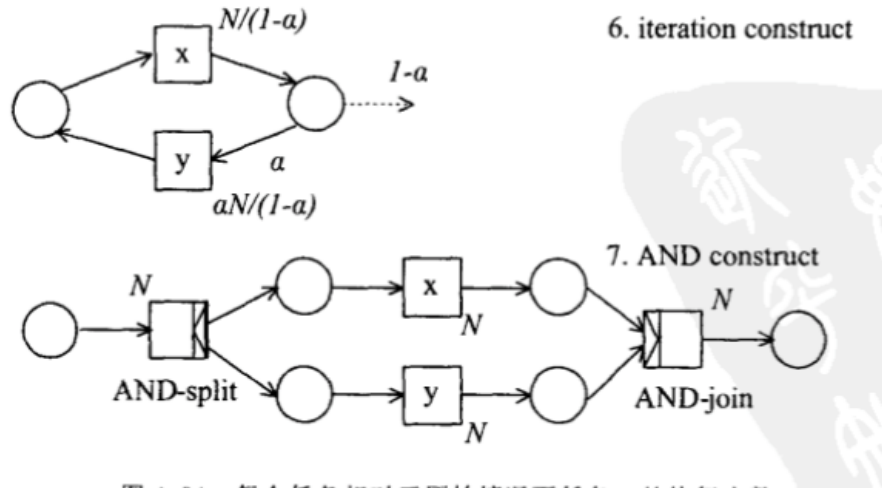 N/(1-a)
6. iteration construct
x
1-a
y
a
aN/(1-a)
7. AND construct
N
x
N
N
AND-split
y
AND-join
N